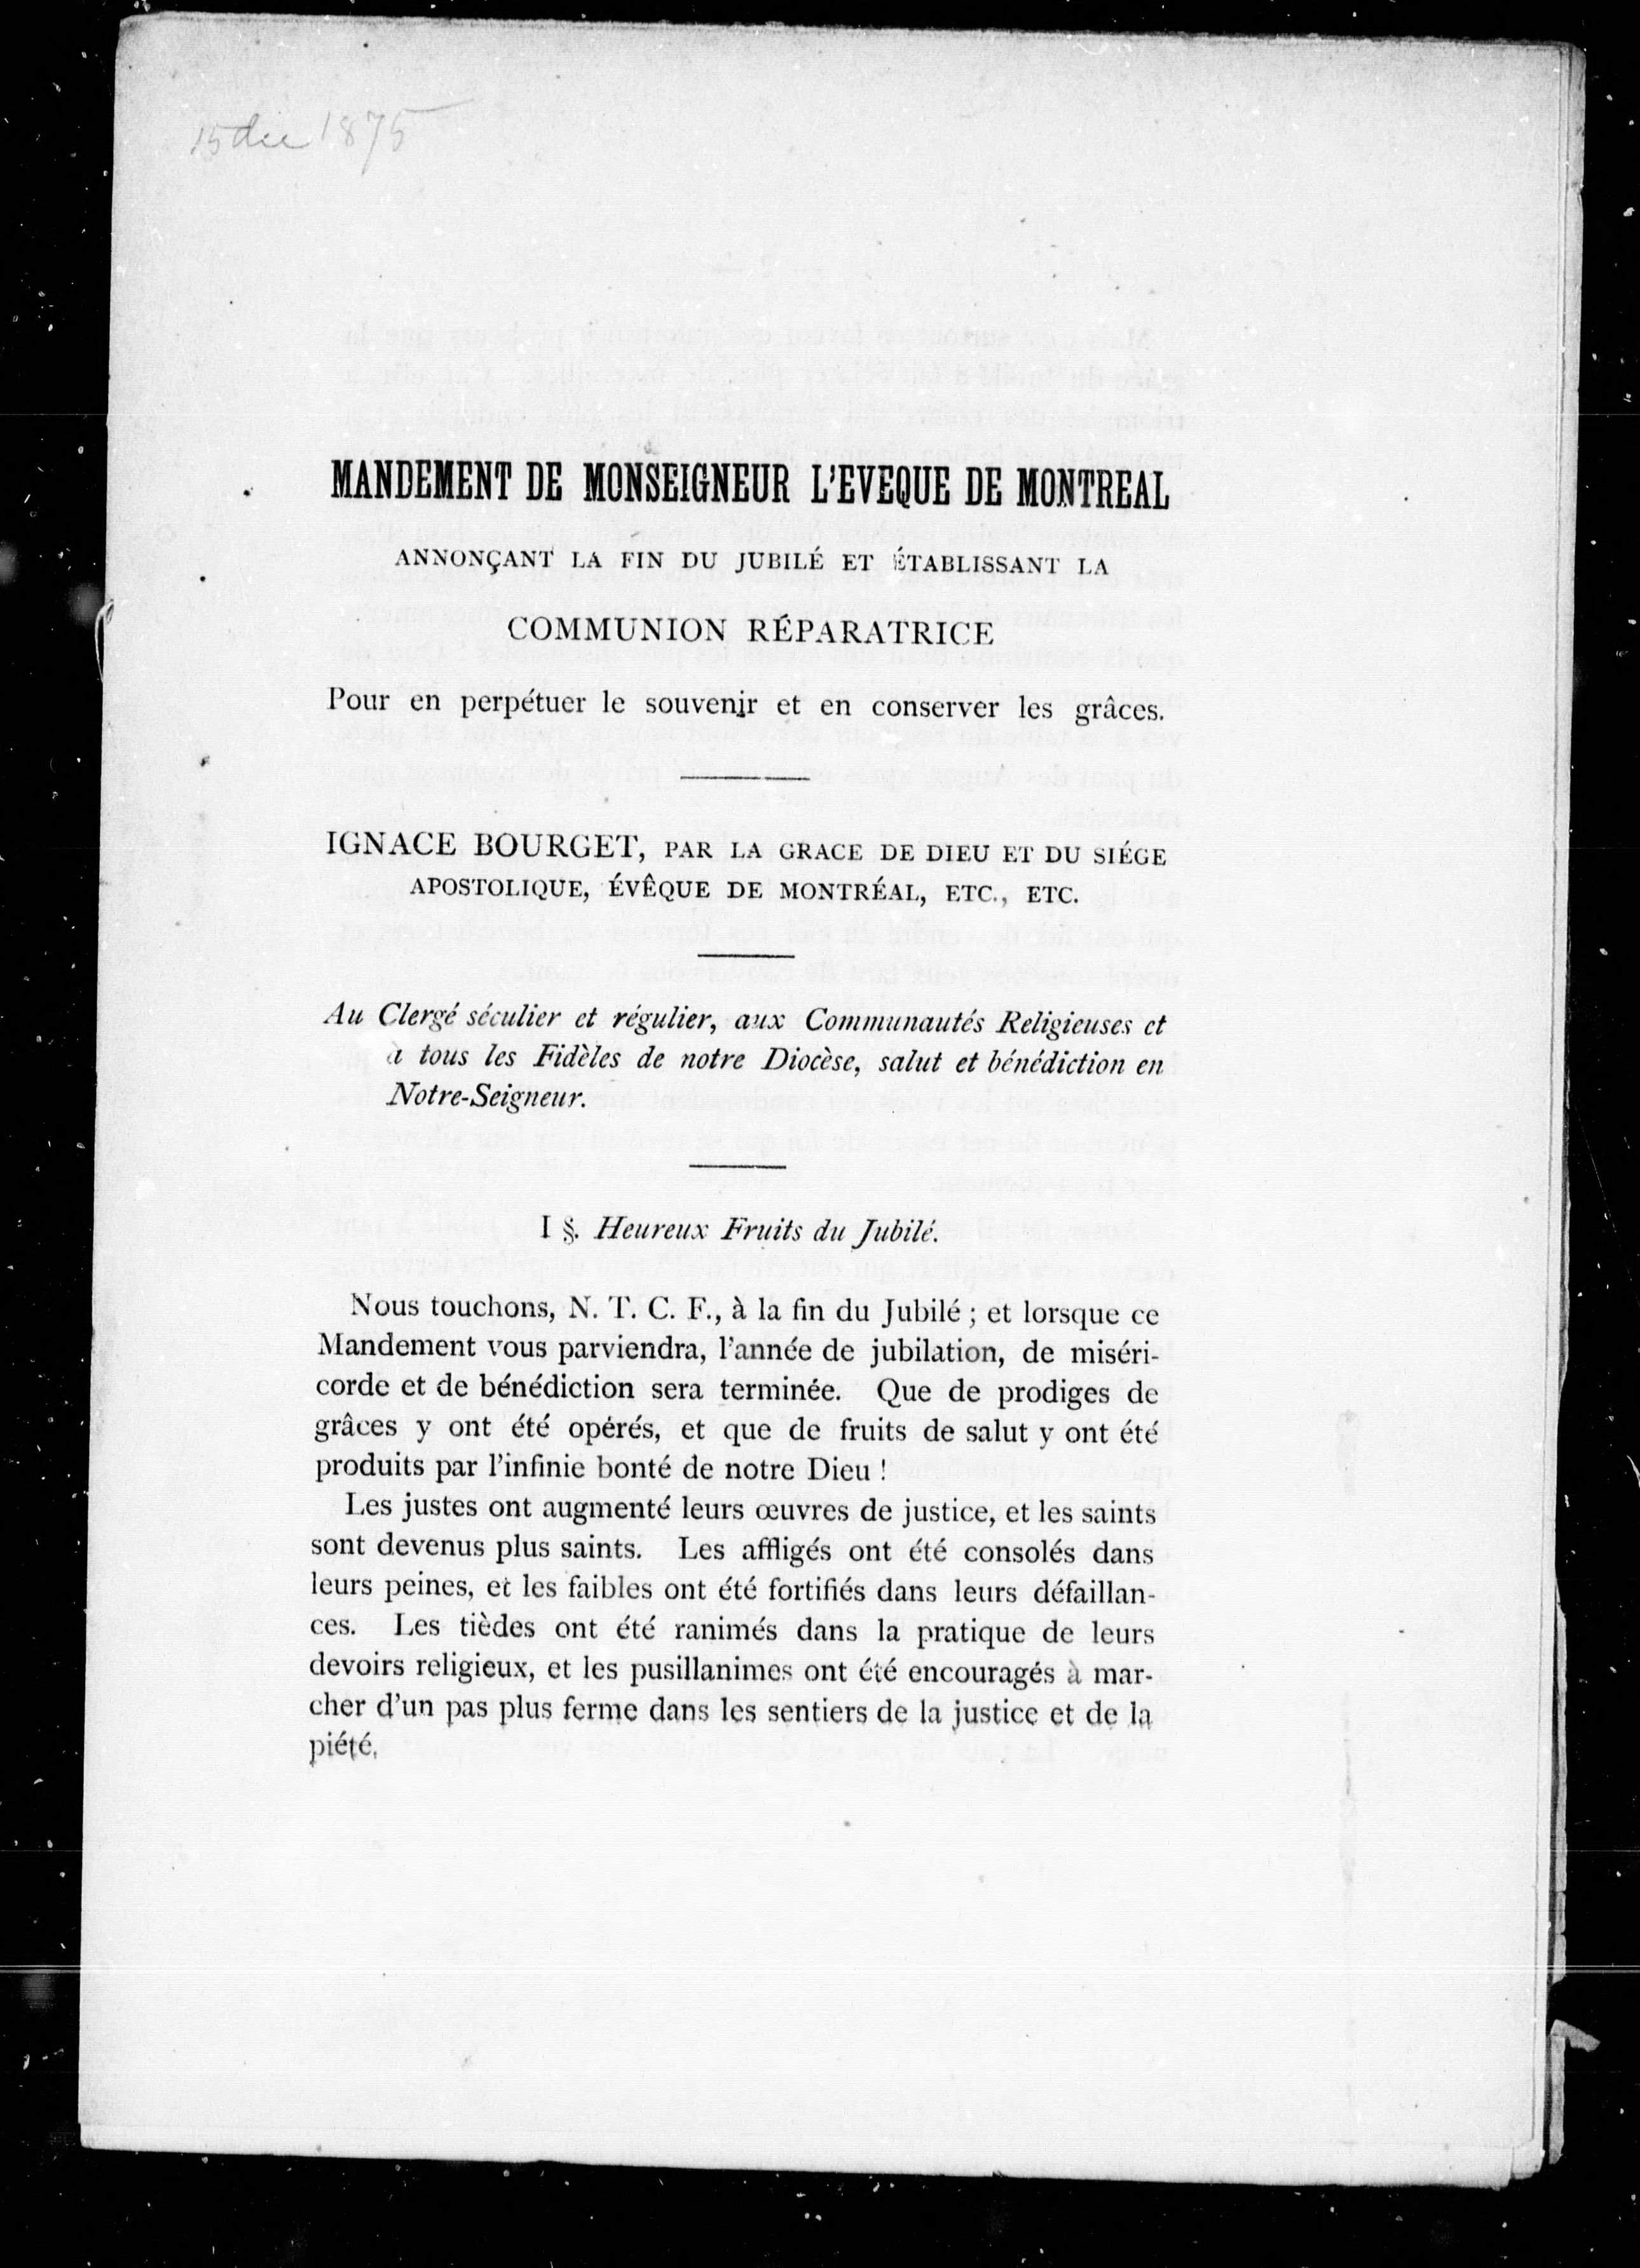 15 déc 1875
MANDEMENT DE MONSEIGNEUR L'EVEQUE DE MONTREAL
ANNONÇANT LA FIN DU JUBILÉ ET ÉTABLISSANT LA
COMMUNION RÉPARATRICE
Pour en perpétuer le souvenir et en conserver les grâces.
IGNACE BOURGET, PAR LA GRACE DE DIEU ET DU SIÉGE
APOSTOLIQUE, ÉVÊQUE DE MONTRÉAL, ETC., ETC.
Au Clergé séculier et régulier, aux Communautés Religieuses et
à tous les Fidèles de notre Diocèse, salut et bénédiction en
Notre-Seigneur.
I §. Heureux Fruits du Jubilé.
Nous touchons, N. T. C. F., à la fin du Jubilé ; et lorsque ce
Mandement vous parviendra, l'année de jubilation, de miséri-
corde et de bénédiction sera terminée. Que de prodiges de
grâces y ont été opérés, et que de fruits de salut y ont été
produits par l'infinie bonté de notre Dieu !
Les justes ont augmenté leurs œuvres de justice, et les saints
sont devenus plus saints. Les affligés ont été consolés dans
leurs peines, et les faibles ont été fortifiés dans leurs défaillan-
ces. Les tièdes ont été ranimés dans la pratique de leurs
devoirs religieux, et les pusillanimes ont été encouragés à mar-
cher d'un pas plus ferme dans les sentiers de la justice et de la
piété.